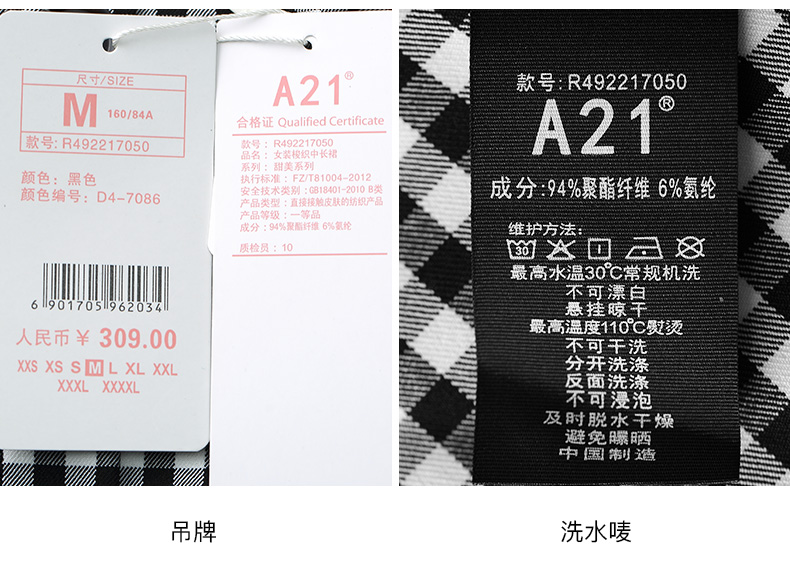 尺寸/SIZE
M 160/84A
款号: R492217050
颜色: 黑色
颜色编号: D4-7086
6 901705 962034
人民币¥ 309.00
XXS XS S M L XL XXL
XXXL XXXXL
A21®
合格证 Qualified Certificate
款号: R492217050
品名: 女装梭织中长裙
系列: 甜美系列
执行标准: FZ/T81004-2012
安全技术类别: GB18401-2010 B类
产品类型: 直接接触皮肤的纺织产品
产品等级: 一等品
成分: 94%聚酯纤维 6%氨纶
质检员: 10
吊牌
款号: R492217050
A21®
成分: 94%聚酯纤维 6%氨纶
维护方法:
30
最高水温30℃常规机洗
不可漂白
悬挂晾干
最高温度110℃熨烫
不可干洗
分开洗涤
反面洗涤
不可浸泡
及时脱水干燥
避免曝晒
中国制造
洗水唛